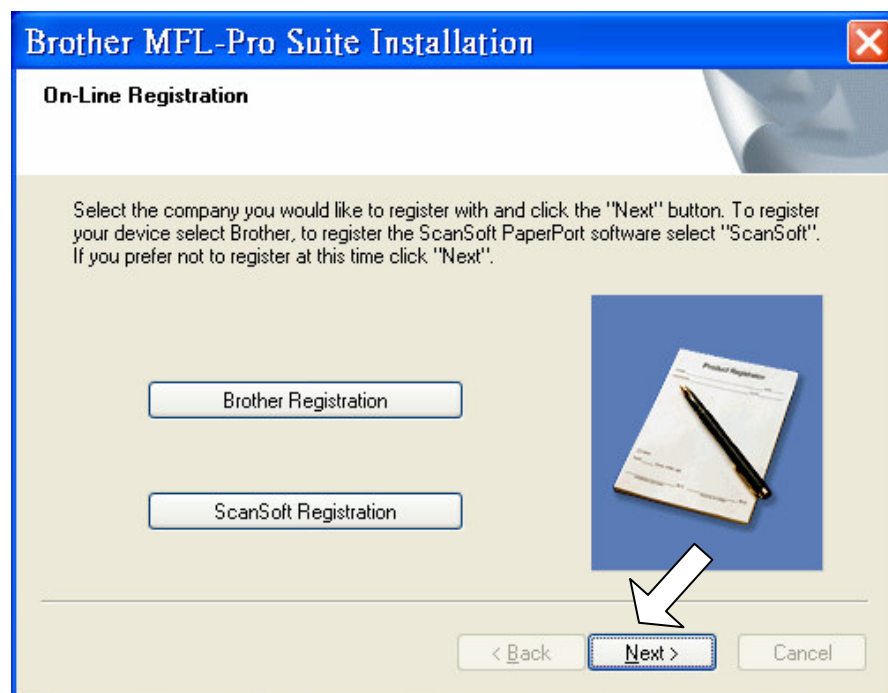 Brother MFL-Pro Suite Installation
On-Line Registration
Select the company you would like to register with and click the "Next" button. To register
your device select Brother, to register the ScanSoft PaperPort software select "ScanSoft".
If you prefer not to register at this time click "Next".
Product Registration
Brother Registration
ScanSoft Registration
< Back
Next >
Cancel